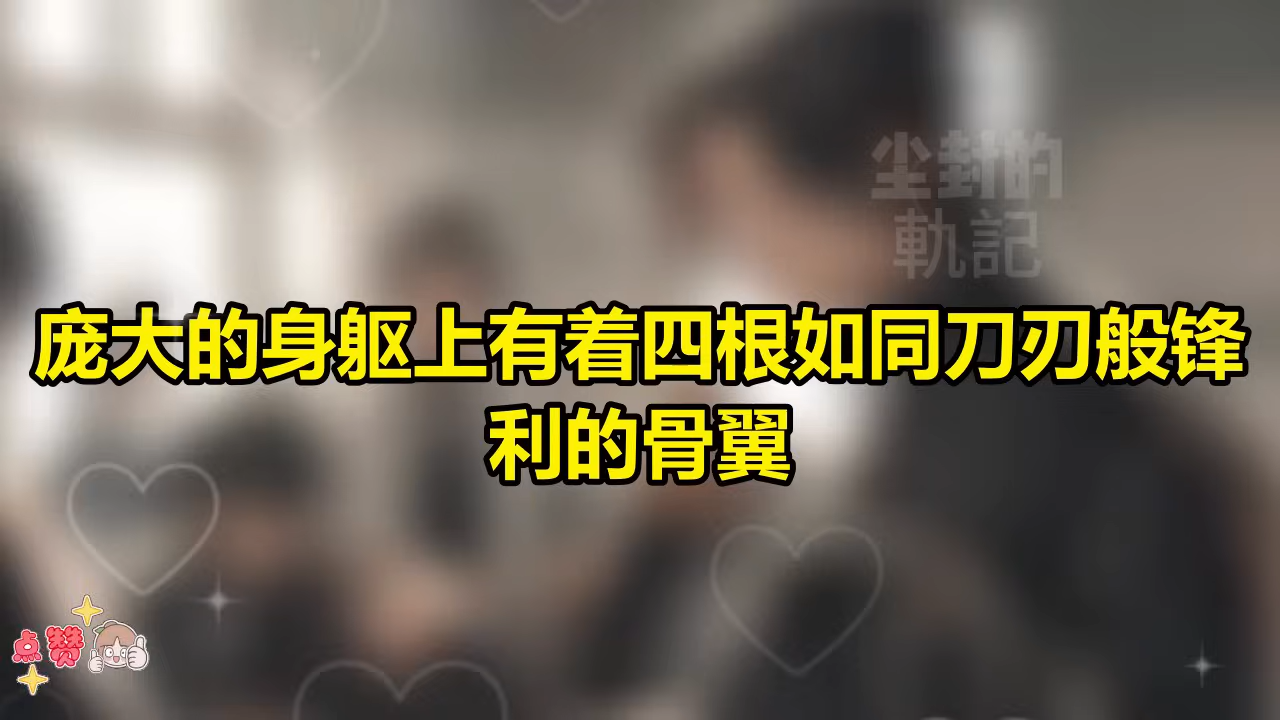 尘封的
軌記
庞大的身躯上有着四根如同刀刃般锋
利的骨翼
点赞